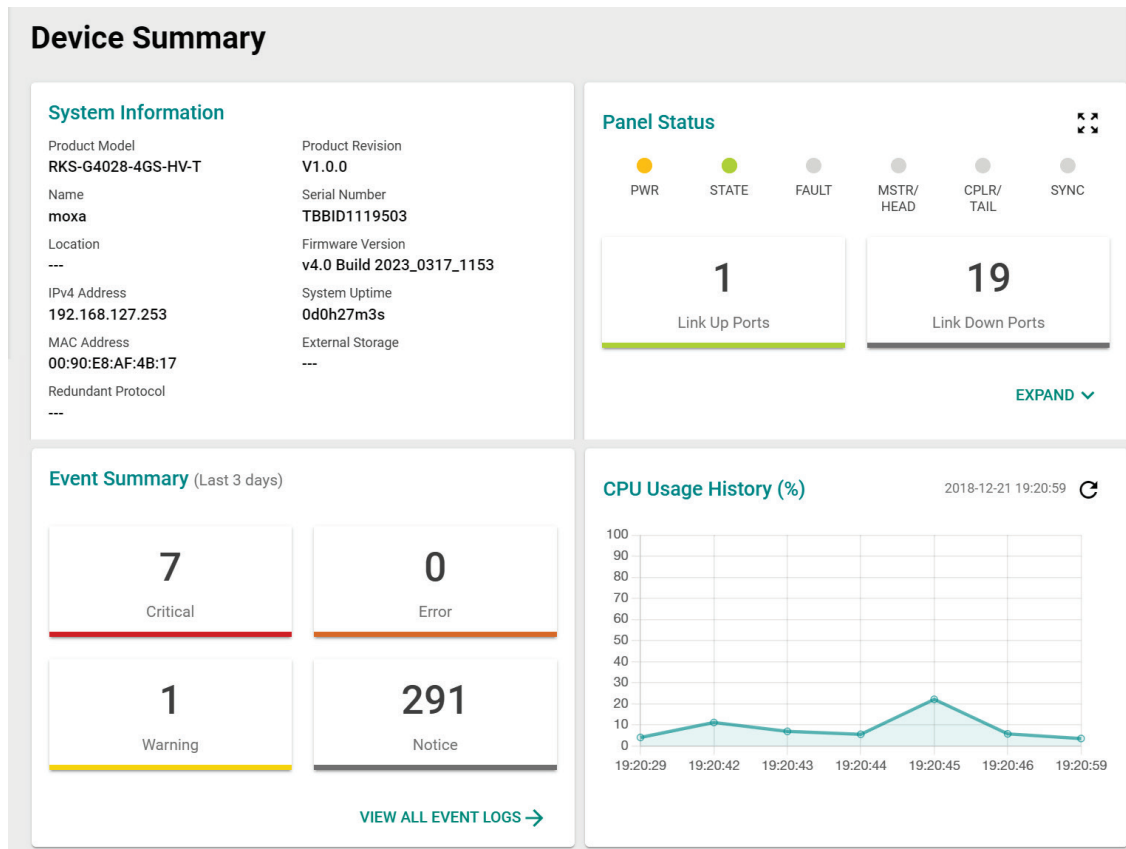 Device Summary
System Information
Product Model
RKS-G4028-4GS-HV-T
Product Revision
V1.0.0
Name
moxa
Serial Number
TBBID1119503
Location
---
Firmware Version
v4.0 Build 2023_0317_1153
IPv4 Address
192.168.127.253
System Uptime
0d0h27m3s
MAC Address
00:90:E8:AF:4B:17
External Storage
---
Redundant Protocol
---
Panel Status
PWR
STATE
FAULT
MSTR/
HEAD
CPLR/
TAIL
SYNC
1
Link Up Ports
19
Link Down Ports
EXPAND
Event Summary (Last 3 days)
7
Critical
0
Error
1
Warning
291
Notice
VIEW ALL EVENT LOGS
CPU Usage History (%)
2018-12-21 19:20:59
100
90
80
70
60
50
40
30
20
10
0
19:20:29 19:20:42 19:20:43 19:20:44 19:20:45 19:20:46 19:20:59